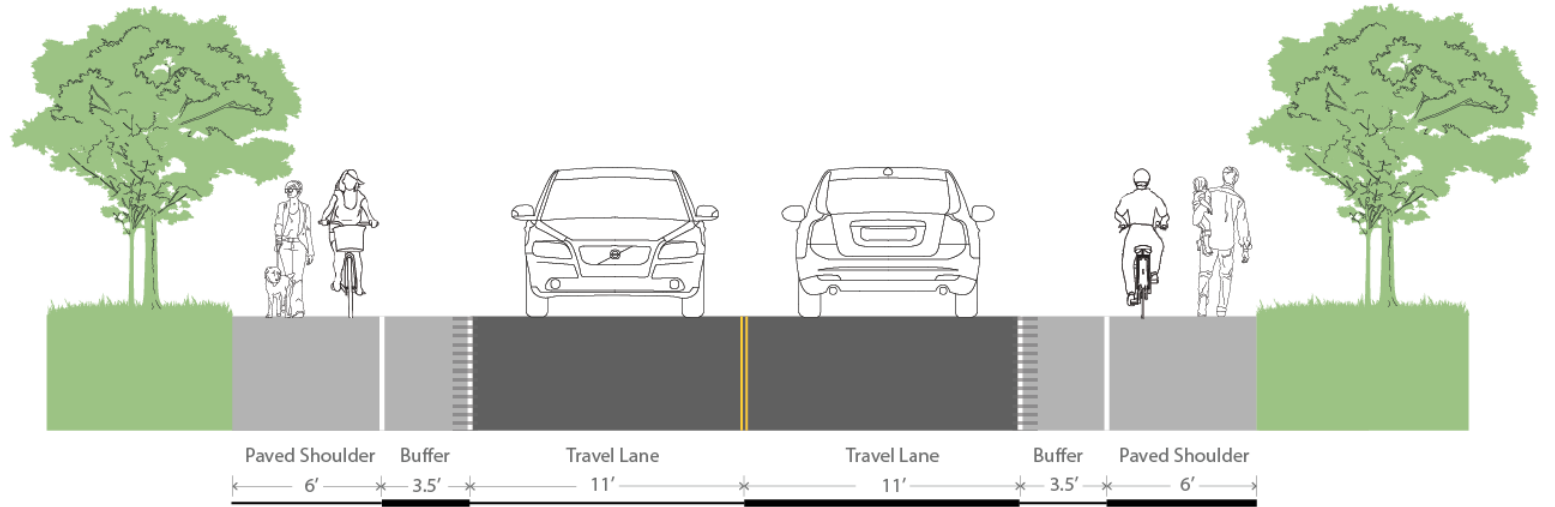 Paved Shoulder Buffer Travel Lane Travel Lane Buffer Paved Shoulder
6’ 3.5’ 11’ 11’ 3.5’ 6’